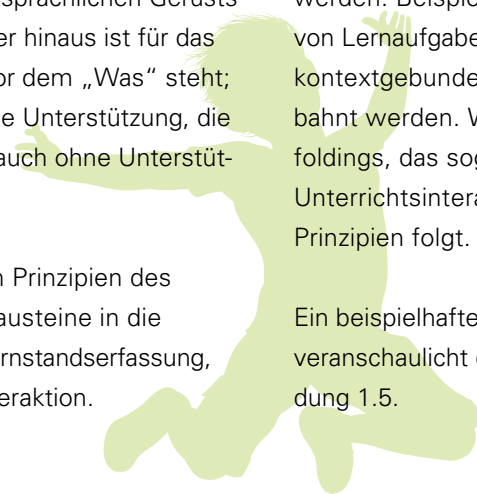 sprachlichen Gerüsts
er hinaus ist für das
or dem „Was“ steht;
e Unterstützung, die
auch ohne Unterstüt-
n Prinzipien des
austeine in die
rnstandserfassung,
eraktion.
werden. Beispie
von Lernaufgabe
kontextgebunde
bahnt werden. W
foldings, das sog
Unterrichtsintera
Prinzipien folgt.
Ein beispielhafte
veranschaulicht
dung 1.5.